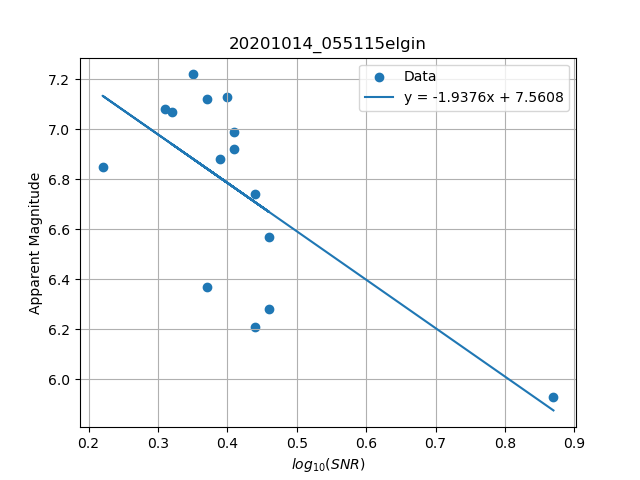 20201014_055115elgin
Data
y = -1.9376x + 7.5608
Apparent Magnitude
7.2
7.0
6.8
6.6
6.4
6.2
6.0
0.2 0.3 0.4 0.5 0.6 0.7 0.8 0.9
log10(SNR)